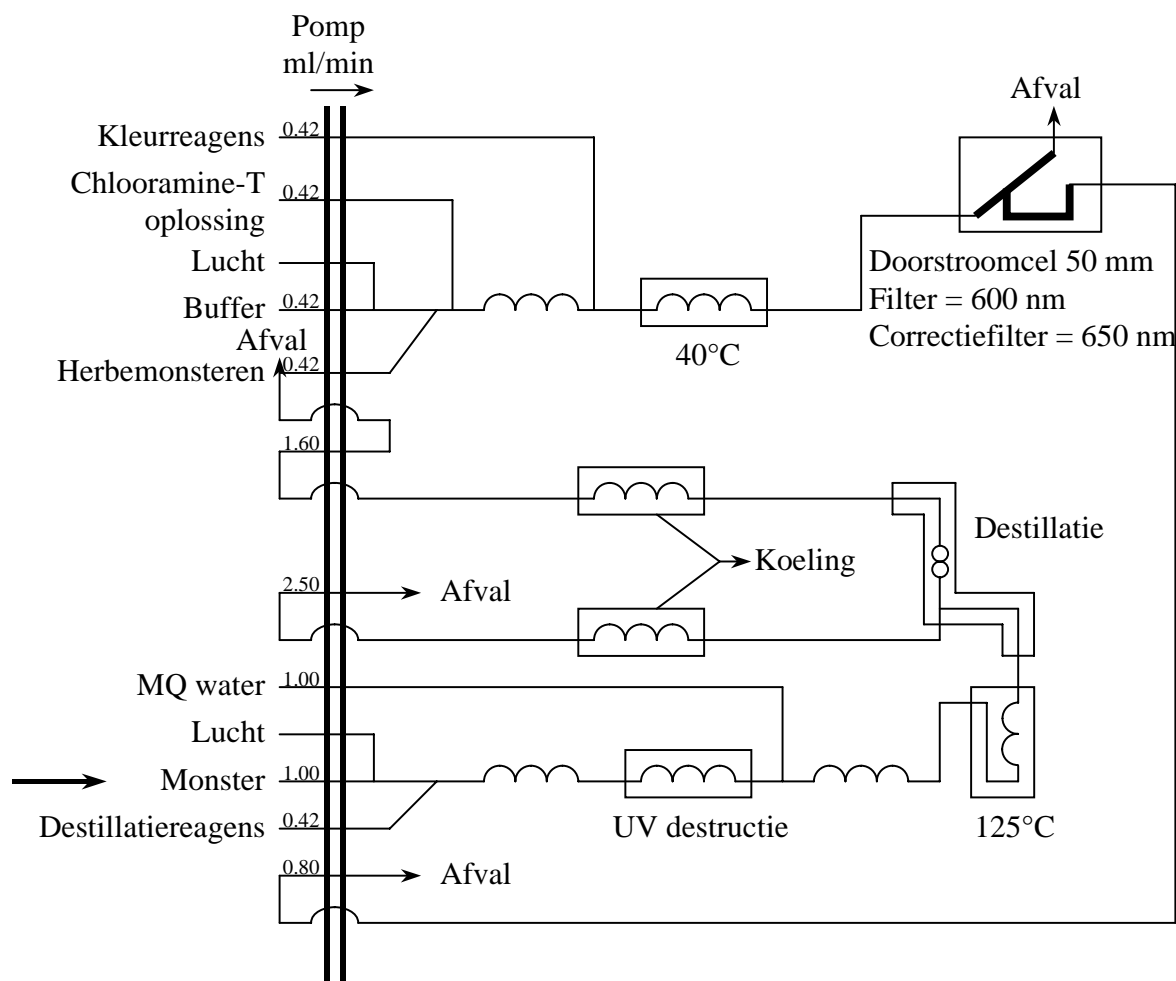 Pomp
ml/min
Kleurreagens 0.42
Chlooramine-T 0.42
oplossing
Lucht
Buffer 0.42
Afval
Herbemonsteren 0.42
1.60
Afval
Doorstroomcel 50 mm
Filter = 600 nm
Correctiefilter = 650 nm
40°C
Destillatie
Koeling
2.50 Afval
MQ water 1.00
Lucht
Monster 1.00
Destillatiereagens 0.42
UV destructie
125°C
0.80 Afval